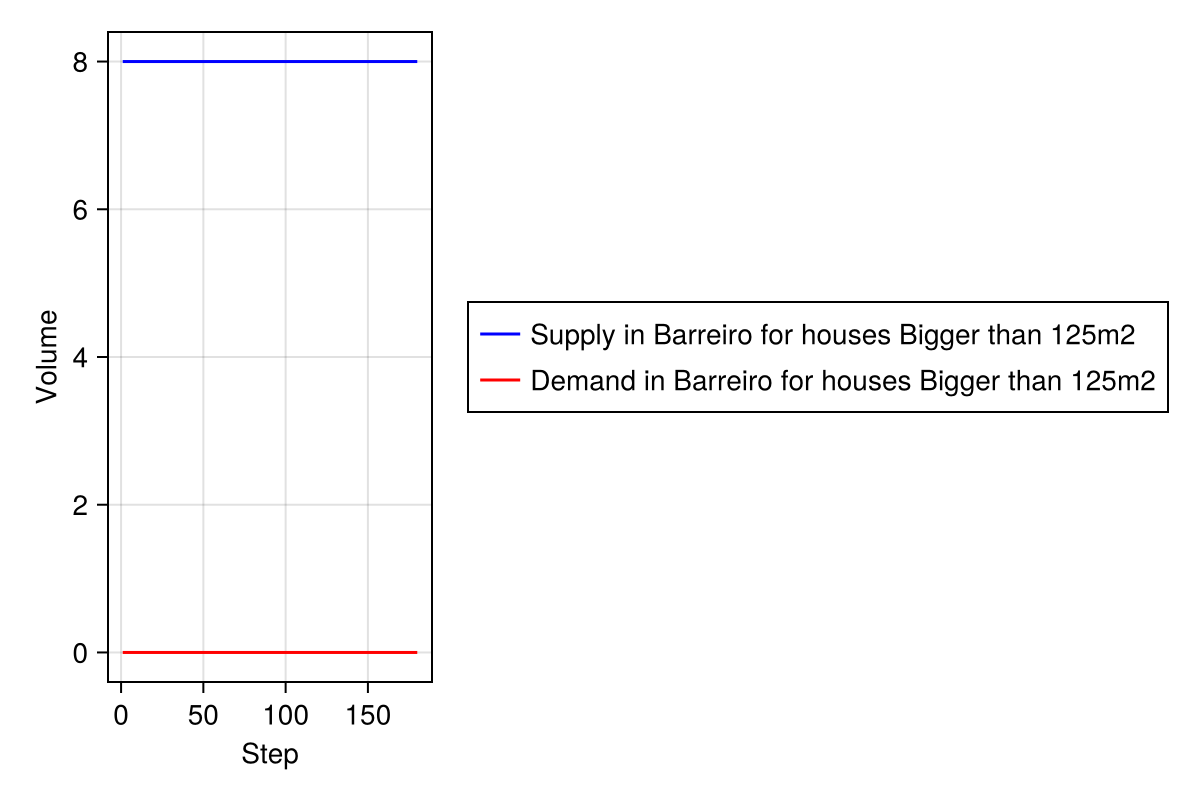 8
6
4
2
0
Volume
0 50 100 150
Step
Supply in Barreiro for houses Bigger than 125m2
Demand in Barreiro for houses Bigger than 125m2